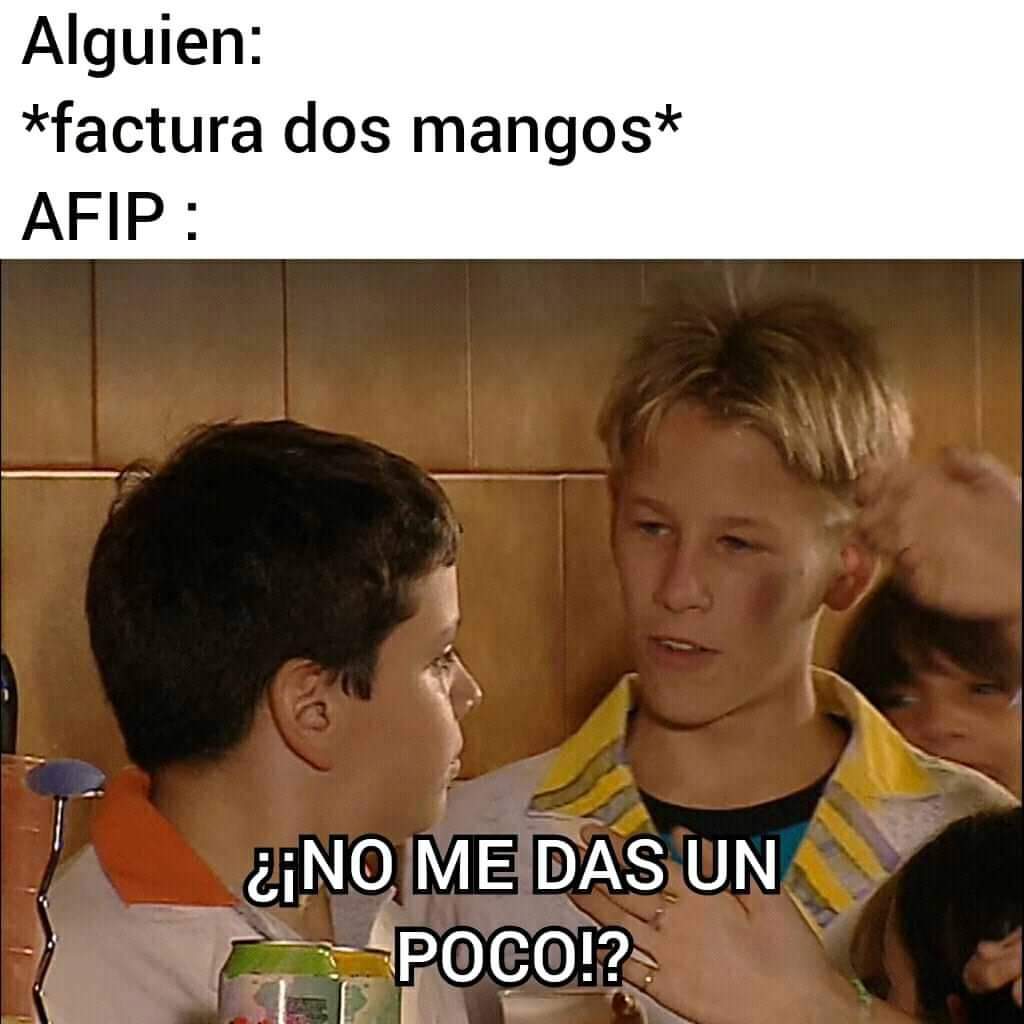 Alguien:
*factura dos mangos*
AFIP :
¿¡NO ME DAS UN
POCO!?